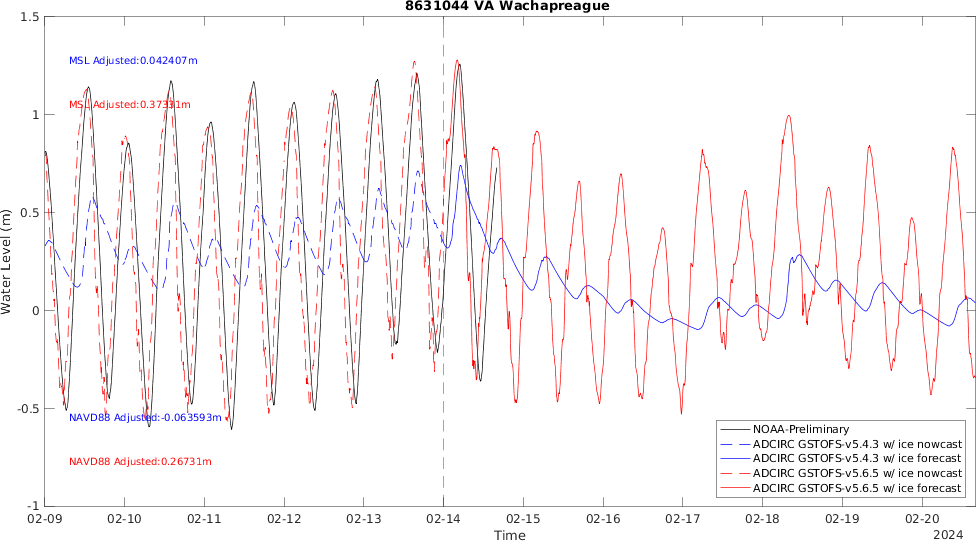 8631044 VA Wachapreague
Water Level (m)
1.5
1
0.5
0
-0.5
-1
MSL Adjusted:0.042407m
MSL Adjusted:0.37331m
NAVD88 Adjusted:-0.063593m
NAVD88 Adjusted:0.26731m
NOAA-Preliminary
ADCIRC GSTOFS-v5.4.3 w/ ice nowcast
ADCIRC GSTOFS-v5.4.3 w/ ice forecast
ADCIRC GSTOFS-v5.6.5 w/ ice nowcast
ADCIRC GSTOFS-v5.6.5 w/ ice forecast
02-09 02-10 02-11 02-12 02-13 02-14 02-15 02-16 02-17 02-18 02-19 02-20
Time
2024